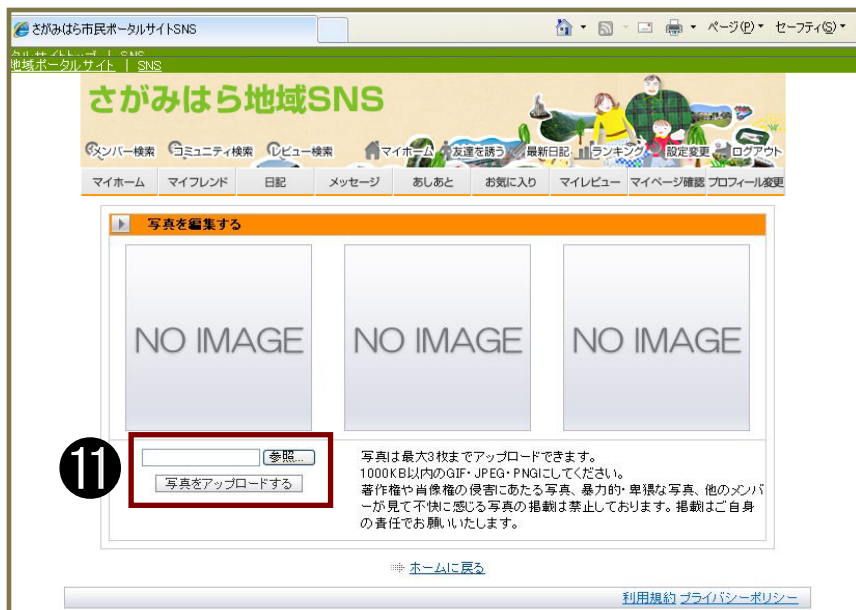 さがみはら市民ポータルサイトSNS
ページ(P) セーフティ(S)
地域ポータルサイト | SNS
さがみはら地域SNS
メンバー検索 コミュニティ検索 レビュー検索 マイホーム 友達を誘う 最新日記 ランキング 設定変更 ログアウト
マイホーム マイフレンド 日記 メッセージ あしあと お気に入り マイレビュー マイページ確認 プロフィール変更
写真を編集する
NO IMAGE NO IMAGE NO IMAGE
⓫
参照...
写真をアップロードする
写真は最大3枚までアップロードできます。
1000KB以内のGIF・JPEG・PNGにしてください。
著作権や肖像権の侵害にあたる写真、暴力的・卑猥な写真、他のメンバ
ーが見て不快に感じる写真の掲載は禁止しております。掲載はご自身
の責任でお願いいたします。
ホームに戻る
利用規約 プライバシーポリシー